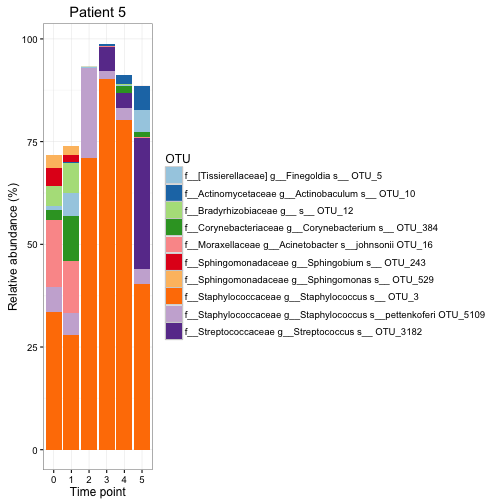 Patient 5
100
75
50
25
0
Relative abundance (%)
0 1 2 3 4 5
Time point
OTU
f__[Tissierellaceae] g__Finegoldia s__ OTU_5
f__Actinomycetaceae g__Actinobaculum s__ OTU_10
f__Bradyrhizobiaceae g__ s__ OTU_12
f__Corynebacteriaceae g__Corynebacterium s__ OTU_384
f__Moraxellaceae g__Acinetobacter s__johnsonii OTU_16
f__Sphingomonadaceae g__Sphingobium s__ OTU_243
f__Sphingomonadaceae g__Sphingomonas s__ OTU_529
f__Staphylococcaceae g__Staphylococcus s__ OTU_3
f__Staphylococcaceae g__Staphylococcus s__pettenkoferi OTU_5109
f__Streptococcaceae g__Streptococcus s__ OTU_3182